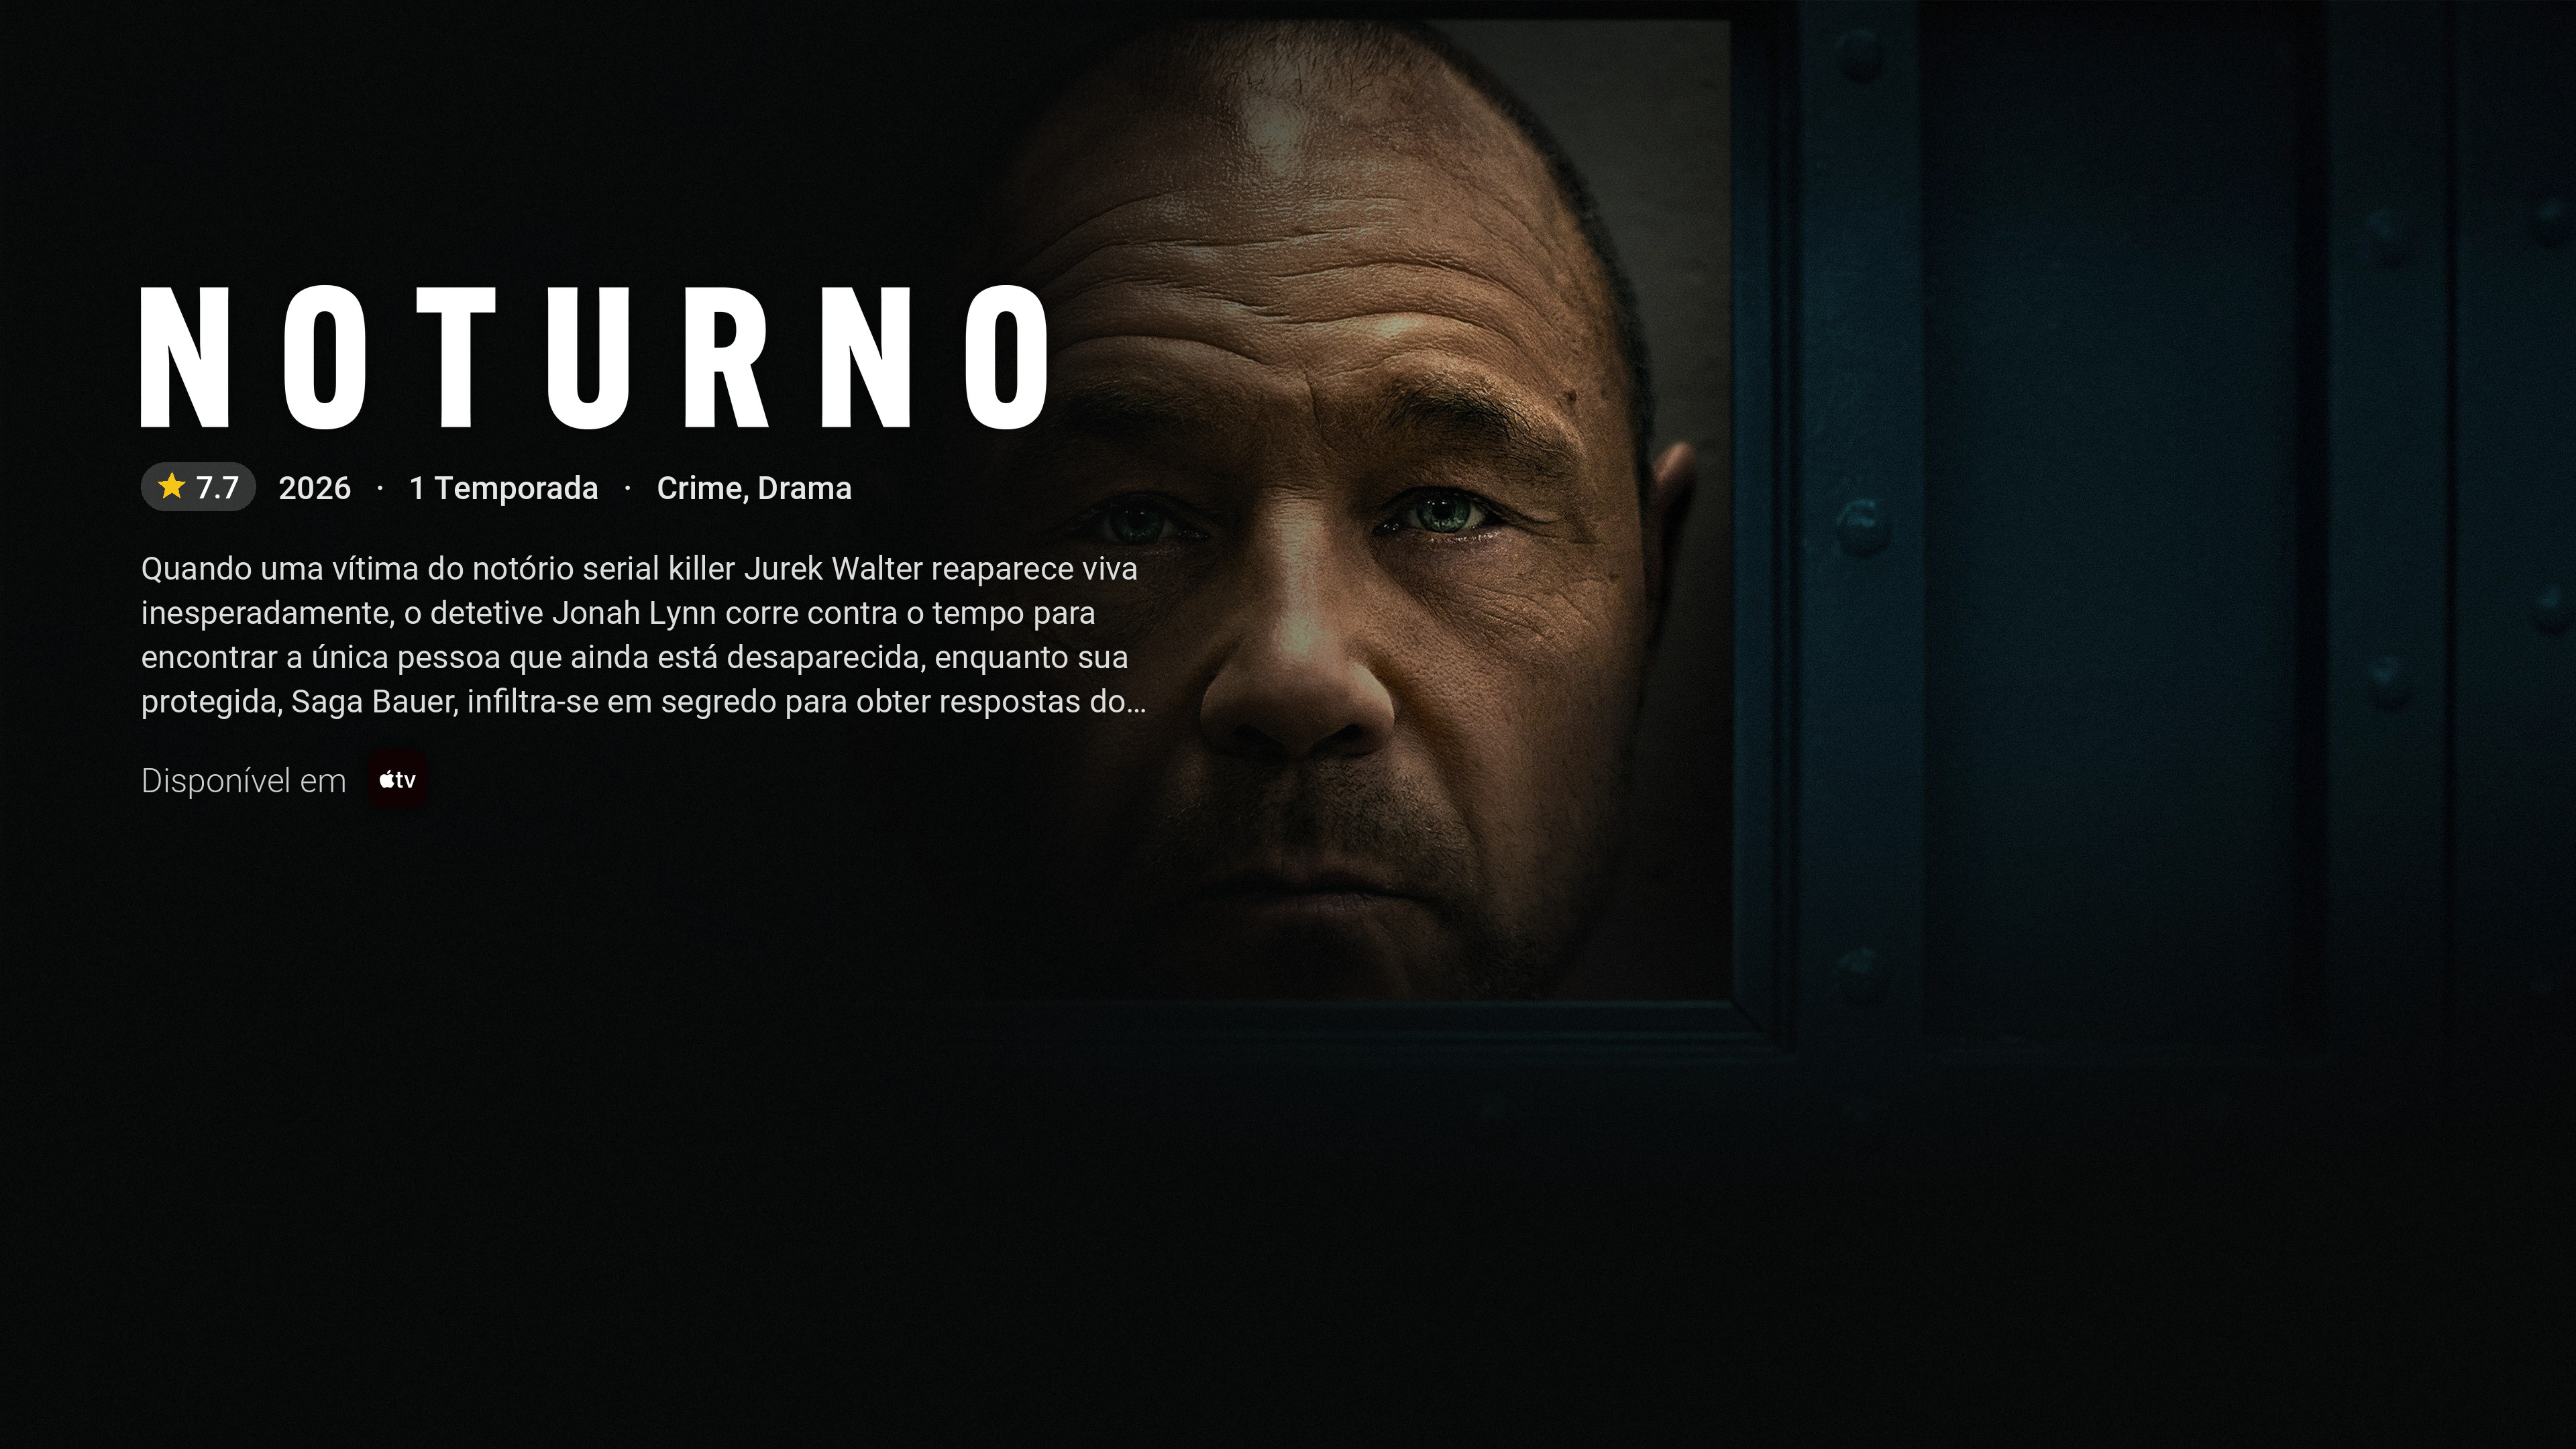 NOTURNO
7.7 2026 · 1 Temporada · Crime, Drama
Quando uma vítima do notório serial killer Jurek Walter reaparece viva
inesperadamente, o detetive Jonah Lynn corre contra o tempo para
encontrar a única pessoa que ainda está desaparecida, enquanto sua
protegida, Saga Bauer, infiltra-se em segredo para obter respostas do…
Disponível em tv